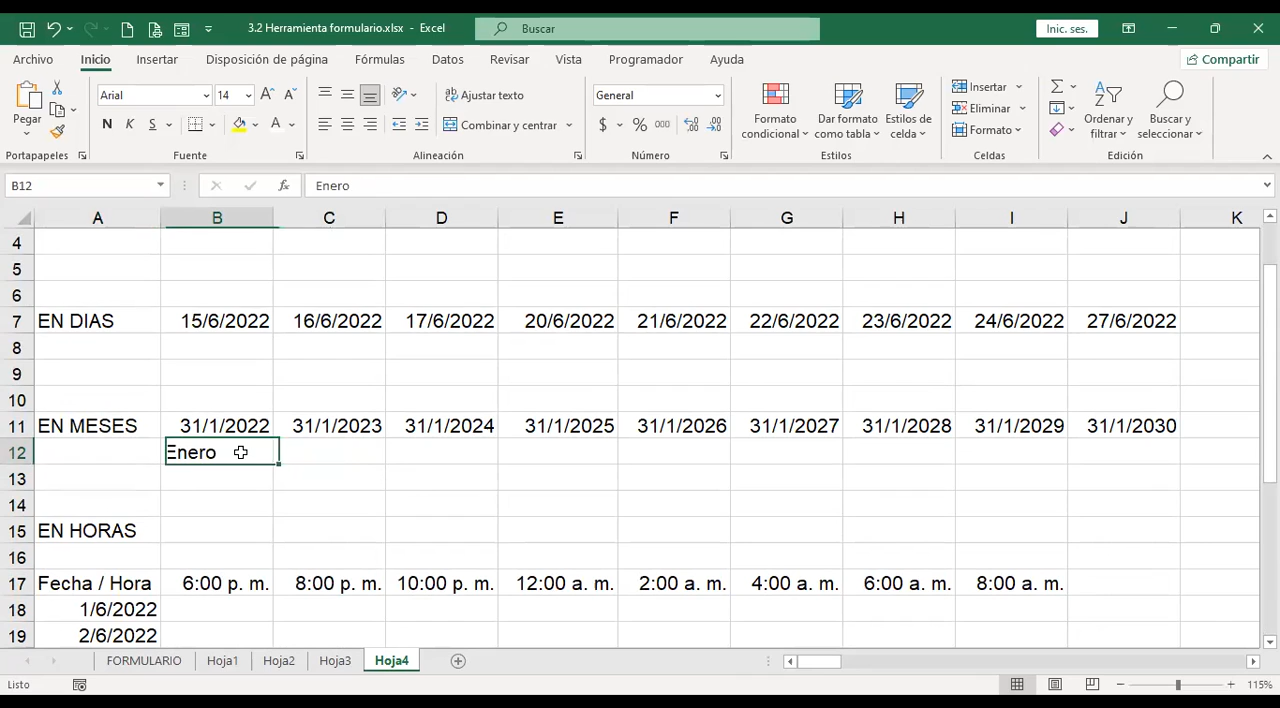 3.2 Herramienta formulario.xlsx - Excel
Buscar
Inic. ses.
Archivo Inicio Insertar Disposición de página Fórmulas Datos Revisar Vista Programador Ayuda Compartir
Pegar
Arial 14
N K S
Ajustar texto
Combinar y centrar
General
$ % 000
Formato condicional
Dar formato como tabla
Estilos de celda
Insertar
Eliminar
Formato
Ordenar y filtrar
Buscar y seleccionar
Portapapeles Fuente Alineación Número Estilos Celdas Edición
B12 fx Enero
A B C D E F G H I J K
4
5
6
7 EN DIAS 15/6/2022 16/6/2022 17/6/2022 20/6/2022 21/6/2022 22/6/2022 23/6/2022 24/6/2022 27/6/2022
8
9
10
11 EN MESES 31/1/2022 31/1/2023 31/1/2024 31/1/2025 31/1/2026 31/1/2027 31/1/2028 31/1/2029 31/1/2030
12 Enero
13
14
15 EN HORAS
16
17 Fecha / Hora 6:00 p. m. 8:00 p. m. 10:00 p. m. 12:00 a. m. 2:00 a. m. 4:00 a. m. 6:00 a. m. 8:00 a. m.
18 1/6/2022
19 2/6/2022
FORMULARIO Hoja1 Hoja2 Hoja3 Hoja4
Listo 115%